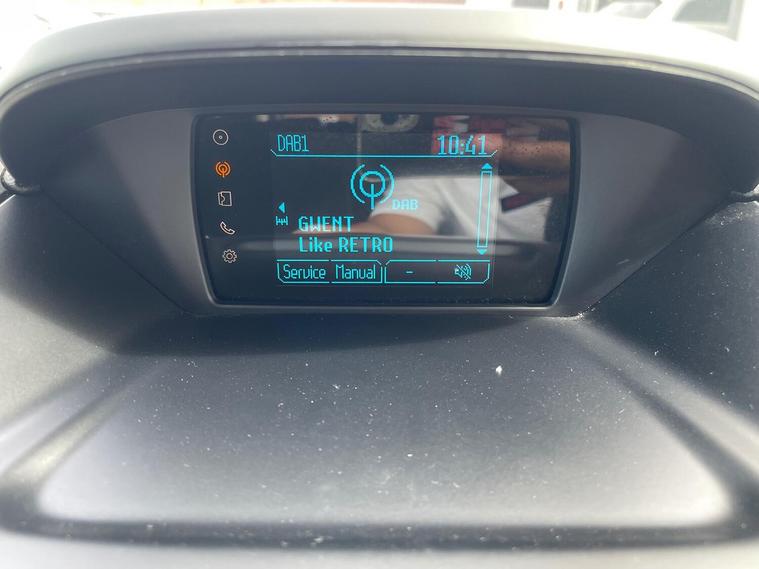 DAB1 10:41
DAB
GWENT
Like RETRO
Service Manual -